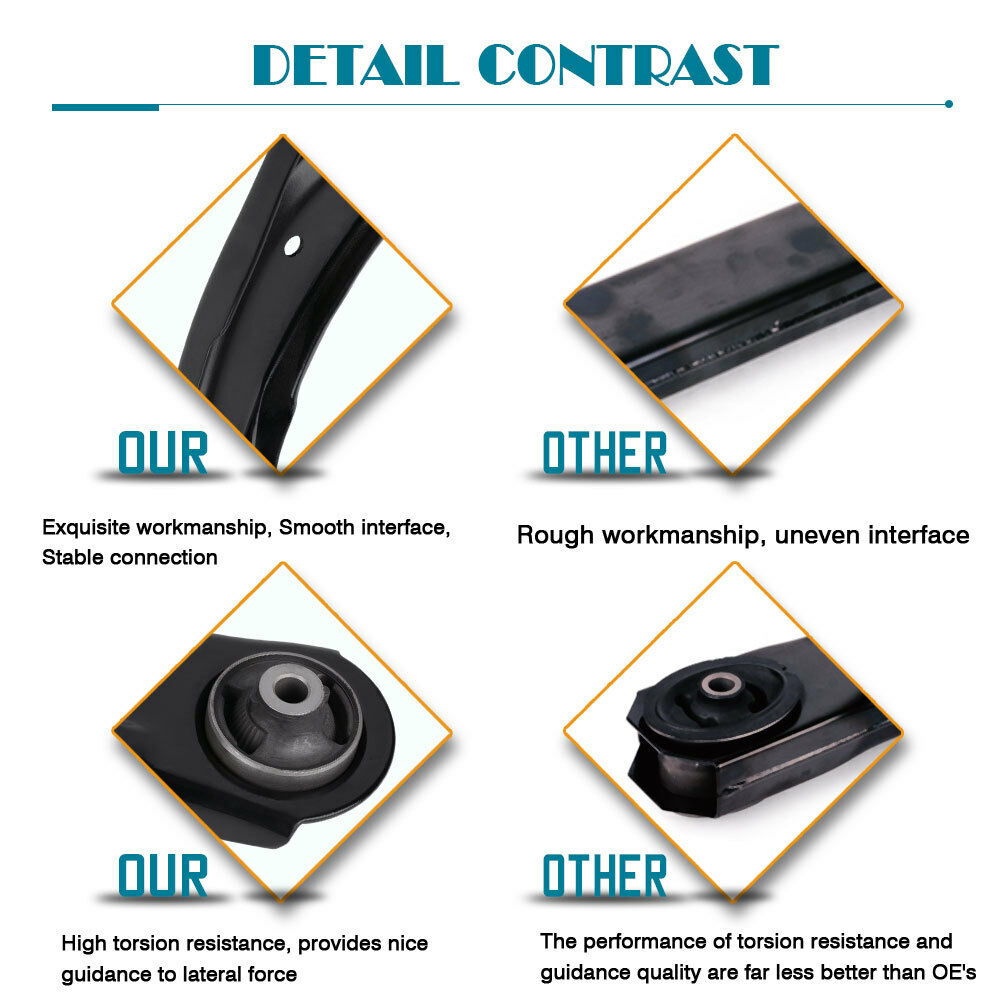 DETAIL CONTRAST
OUR
OTHER
Exquisite workmanship, Smooth interface,
Stable connection
Rough workmanship, uneven interface
OUR
OTHER
High torsion resistance, provides nice
guidance to lateral force
The performance of torsion resistance and
guidance quality are far less better than OE's